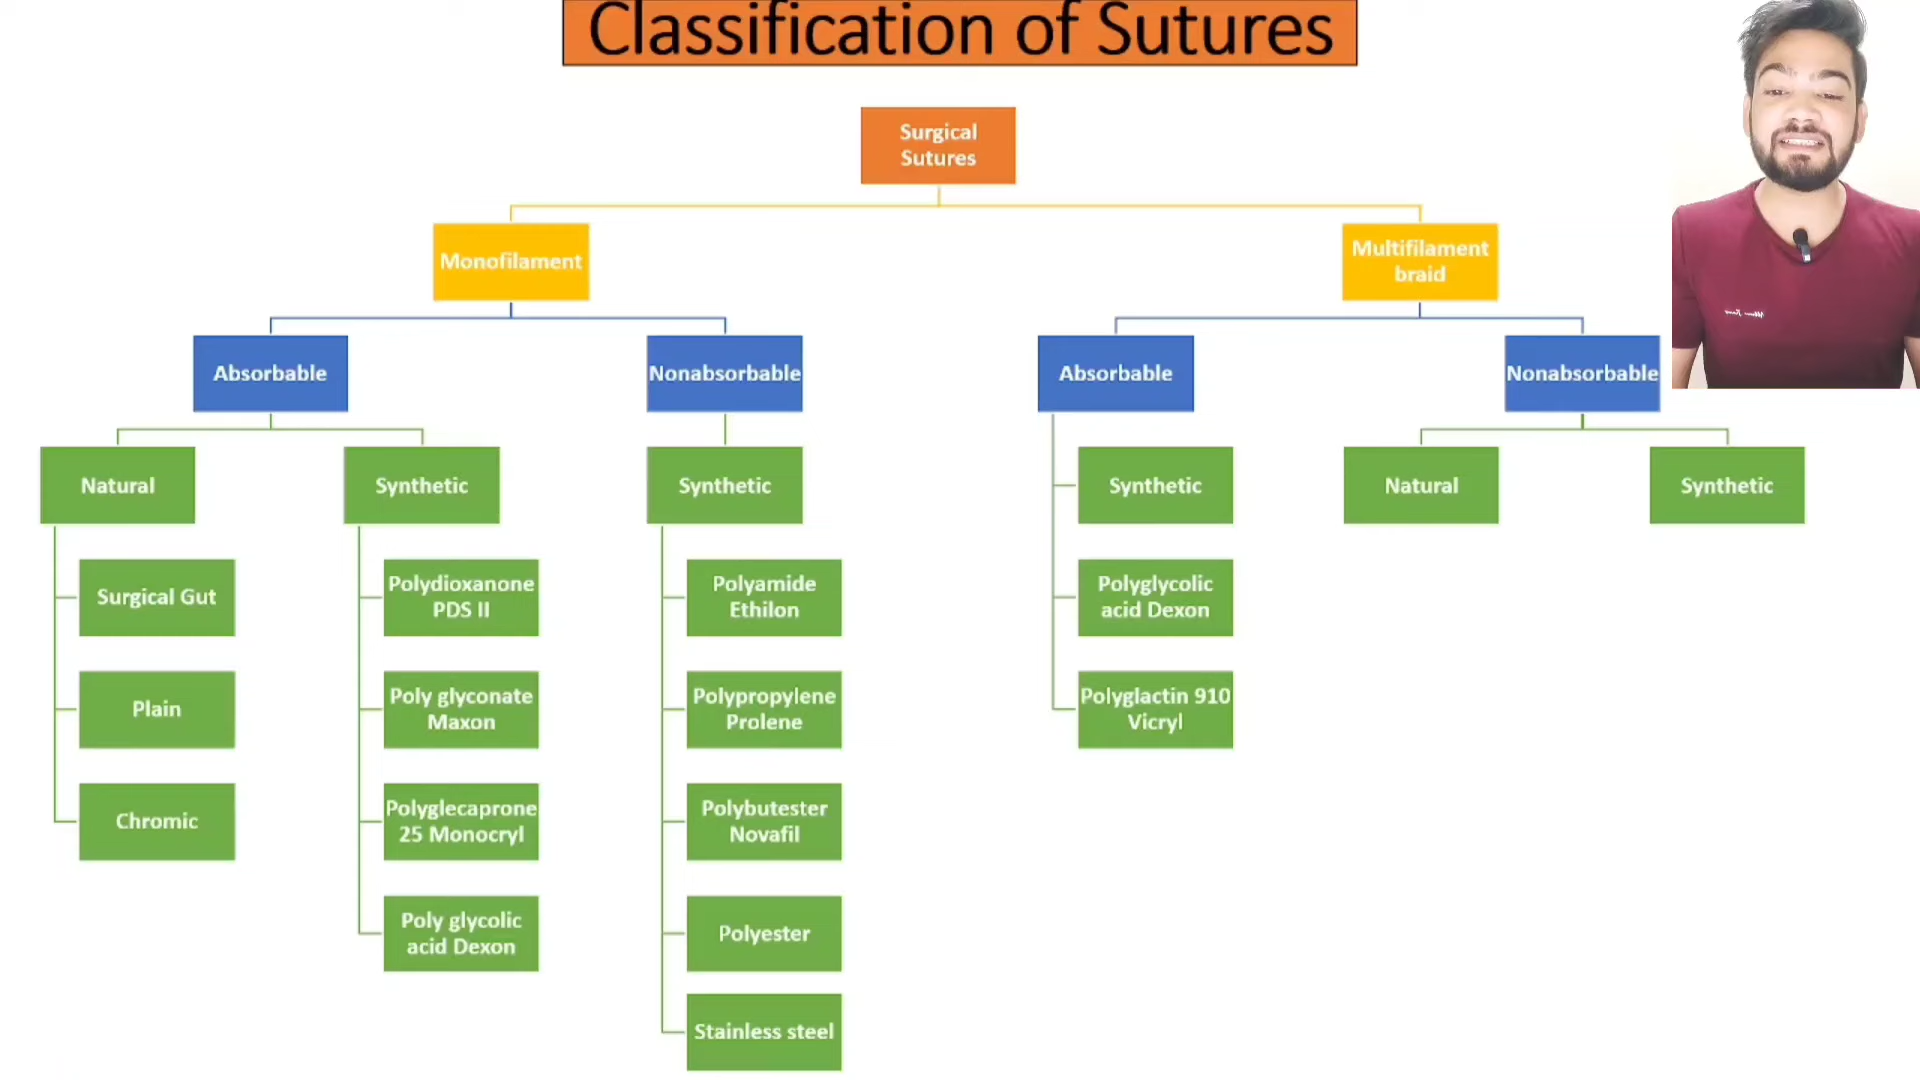 Classification of Sutures
Surgical
Sutures
Monofilament
Multifilament
braid
Absorbable
Nonabsorbable
Absorbable
Nonabsorbable
Natural
Synthetic
Synthetic
Synthetic
Natural
Synthetic
Surgical Gut
Polydioxanone
PDS II
Polyamide
Ethilon
Polyglycolic
acid Dexon
Plain
Poly glyconate
Maxon
Polypropylene
Prolene
Polyglactin 910
Vicryl
Chromic
Polyglecaprone
25 Monocryl
Polybutester
Novafil
Poly glycolic
acid Dexon
Polyester
Stainless steel